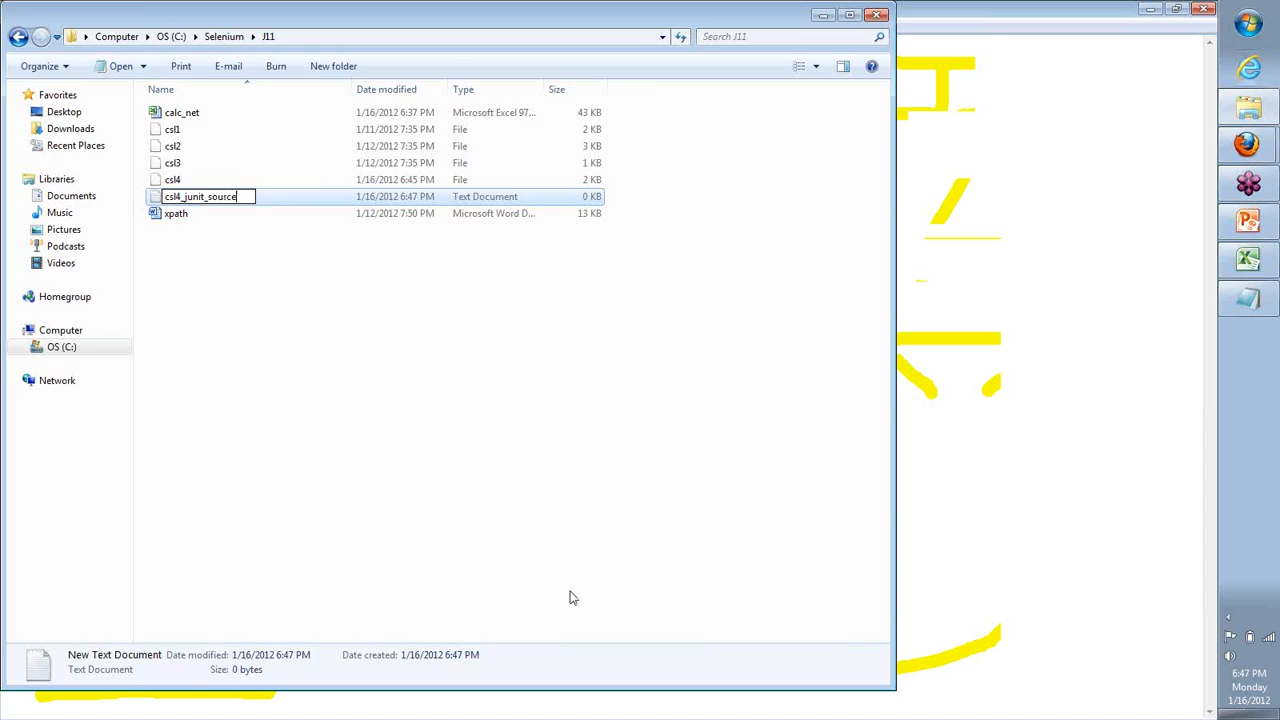 Computer OS (C:) Selenium J11
Search J11
Organize Open Print E-mail Burn New folder
Name Date modified Type Size
Favorites
Desktop
Downloads
Recent Places
Libraries
Documents
Music
Pictures
Podcasts
Videos
Homegroup
Computer
OS (C:)
Network
calc_net 1/16/2012 6:37 PM Microsoft Excel 97... 43 KB
csl1 1/11/2012 7:35 PM File 2 KB
csl2 1/12/2012 7:35 PM File 3 KB
csl3 1/12/2012 7:35 PM File 1 KB
csl4 1/16/2012 6:45 PM File 2 KB
csl4_junit_source 1/16/2012 6:47 PM Text Document 0 KB
xpath 1/12/2012 7:50 PM Microsoft Word D... 13 KB
New Text Document Date modified: 1/16/2012 6:47 PM Date created: 1/16/2012 6:47 PM
Text Document Size: 0 bytes
6:47 PM
Monday
1/16/2012